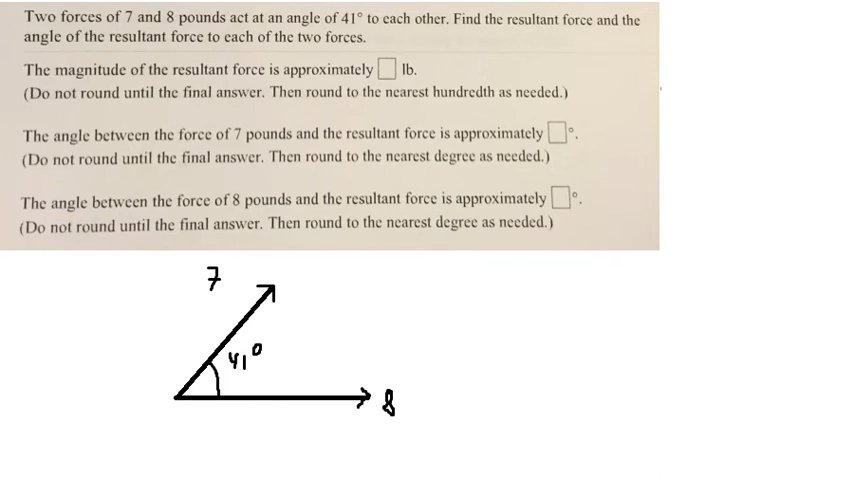 Two forces of 7 and 8 pounds act at an angle of 41° to each other. Find the resultant force and the
angle of the resultant force to each of the two forces.
The magnitude of the resultant force is approximately □ lb.
(Do not round until the final answer. Then round to the nearest hundredth as needed.)
The angle between the force of 7 pounds and the resultant force is approximately □°.
(Do not round until the final answer. Then round to the nearest degree as needed.)
The angle between the force of 8 pounds and the resultant force is approximately □°.
(Do not round until the final answer. Then round to the nearest degree as needed.)
7
41°
8